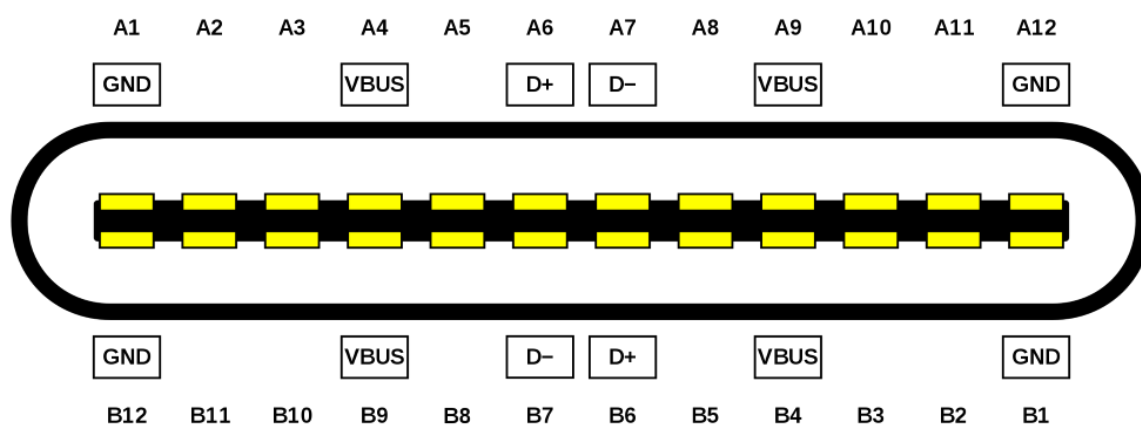 A1 A2 A3 A4 A5 A6 A7 A8 A9 A10 A11 A12
GND VBUS D+ D− VBUS GND
GND VBUS D− D+ VBUS GND
B12 B11 B10 B9 B8 B7 B6 B5 B4 B3 B2 B1